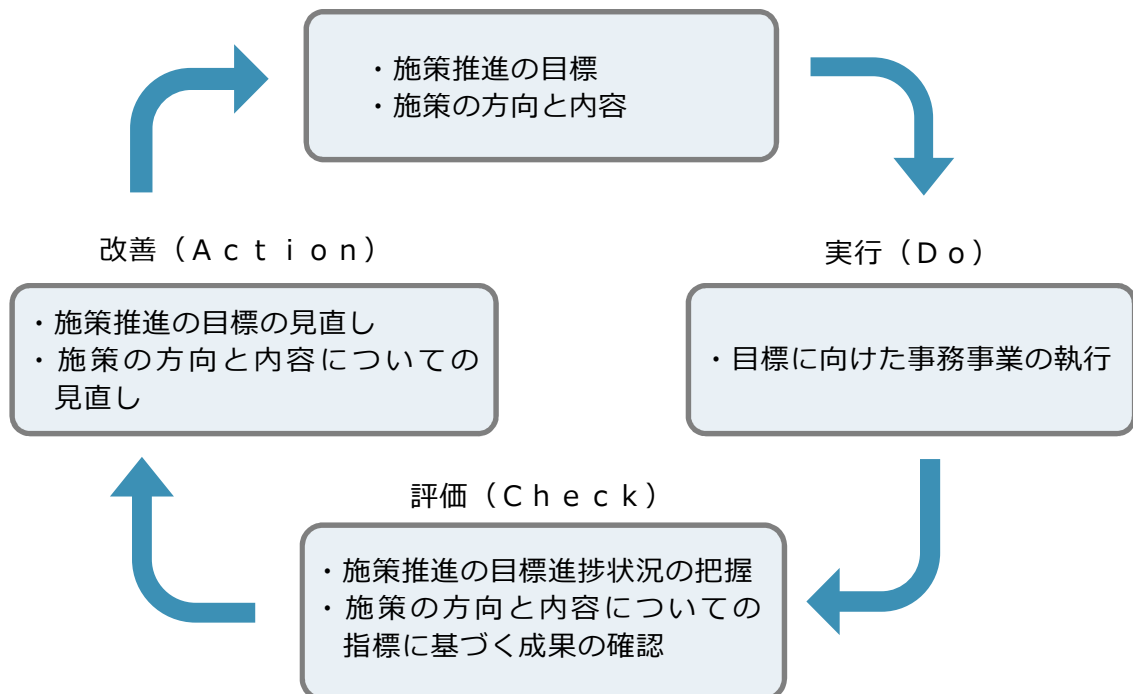 ・施策推進の目標
・施策の方向と内容
改善（Ａｃｔｉｏｎ）
実行（Ｄｏ）
・施策推進の目標の見直し
・施策の方向と内容についての
見直し
・目標に向けた事務事業の執行
評価（Ｃｈｅｃｋ）
・施策推進の目標進捗状況の把握
・施策の方向と内容についての
指標に基づく成果の確認